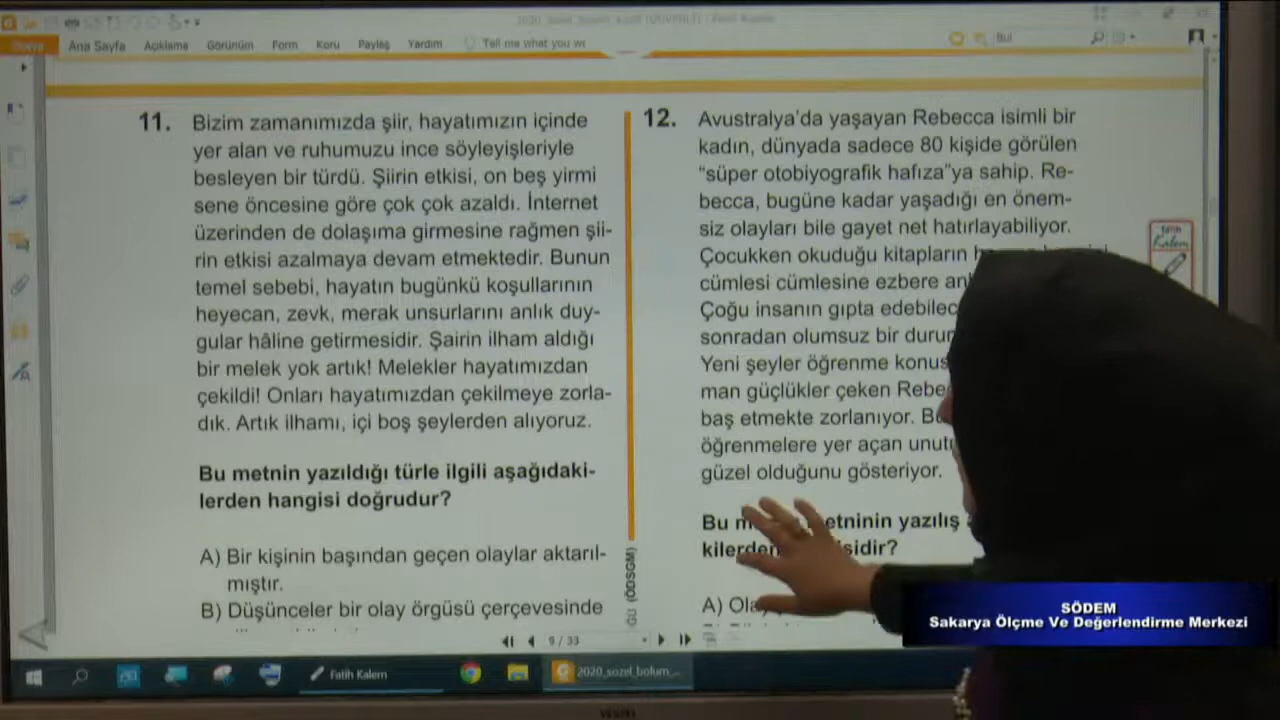 Dosya Ana Sayfa Açıklama Görünüm Form Koru Paylaş Yardım Tell me what you w
Bul
11. Bizim zamanımızda şiir, hayatımızın içinde
yer alan ve ruhumuzu ince söyleyişleriyle
besleyen bir türdü. Şiirin etkisi, on beş yirmi
sene öncesine göre çok çok azaldı. İnternet
üzerinden de dolaşıma girmesine rağmen şii-
rin etkisi azalmaya devam etmektedir. Bunun
temel sebebi, hayatın bugünkü koşullarının
heyecan, zevk, merak unsurlarını anlık duy-
gular hâline getirmesidir. Şairin ilham aldığı
bir melek yok artık! Melekler hayatımızdan
çekildi! Onları hayatımızdan çekilmeye zorla-
dık. Artık ilhamı, içi boş şeylerden alıyoruz.
Bu metnin yazıldığı türle ilgili aşağıdaki-
lerden hangisi doğrudur?
A) Bir kişinin başından geçen olaylar aktarıl-
mıştır.
B) Düşünceler bir olay örgüsü çerçevesinde
(ÖDSGM)
12. Avustralya'da yaşayan Rebecca isimli bir
kadın, dünyada sadece 80 kişide görülen
"süper otobiyografik hafıza"ya sahip. Re-
becca, bugüne kadar yaşadığı en önem-
siz olayları bile gayet net hatırlayabiliyor.
Çocukken okuduğu kitapların
cümlesi cümlesine ezbere
Çoğu insanın gıpta
sonradan olumsuz bir
Yeni şeyler öğrenme
man güçlükler çeken
baş etmekte zorlanıyor.
öğrenmelere yer açan
güzel olduğunu gösteriyor.
Bu yazılış
A)
Kalem
9 / 33
SÖDEM
Sakarya Ölçme Ve Değerlendirme Merkezi
Fatih Kalem
2020_sozel_bolum_...
VESTEL